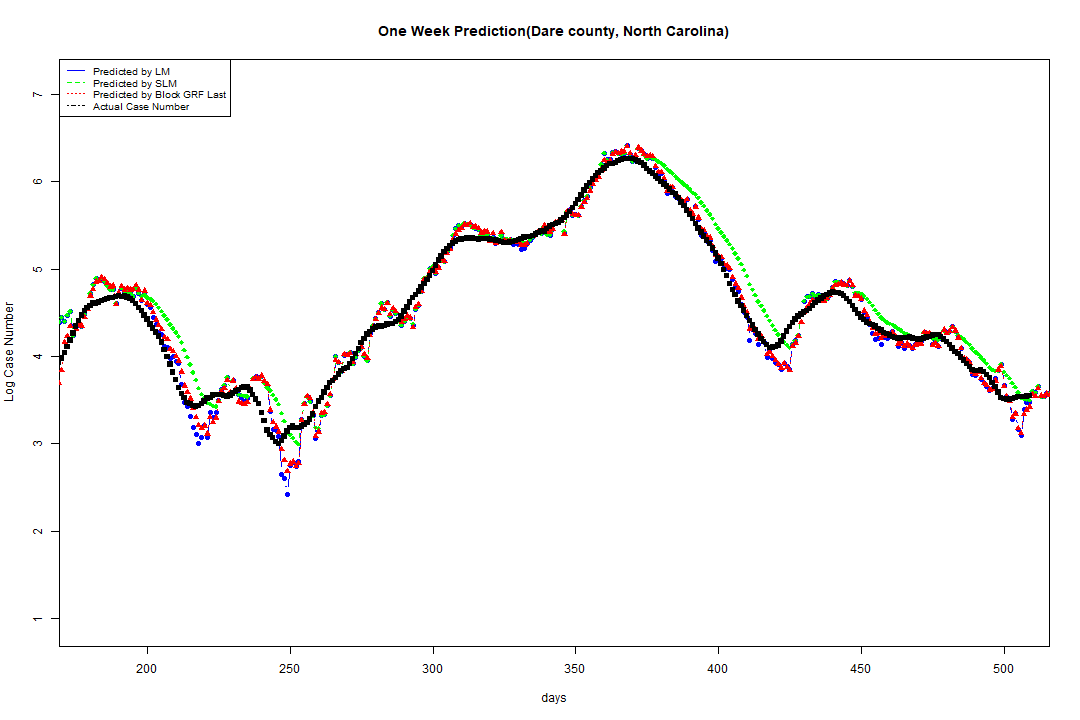 One Week Prediction(Dare county, North Carolina)
Predicted by LM
Predicted by SLM
Predicted by Block GRF Last
Actual Case Number
7
6
5
4
3
2
1
Log Case Number
200 250 300 350 400 450 500
days